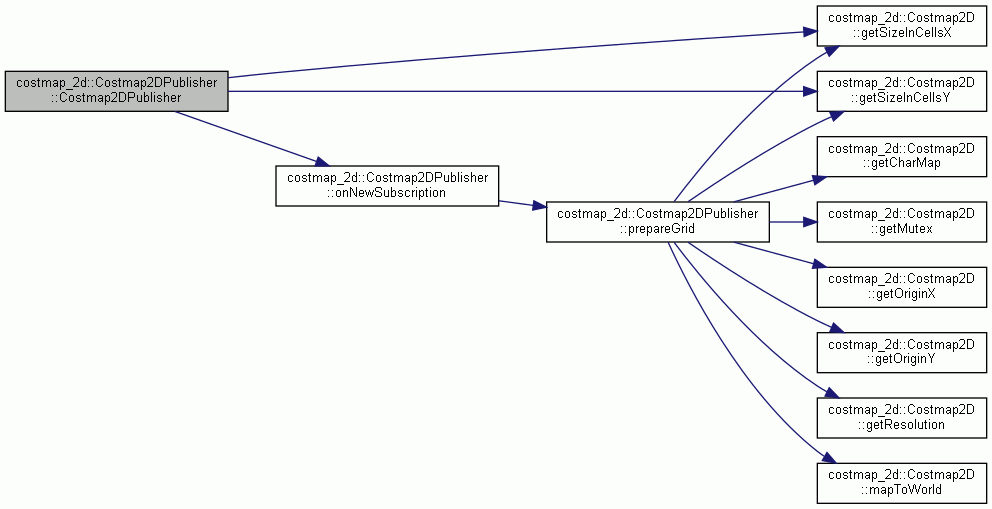 costmap_2d::Costmap2DPublisher
::Costmap2DPublisher
costmap_2d::Costmap2DPublisher
::onNewSubscription
costmap_2d::Costmap2DPublisher
::prepareGrid
costmap_2d::Costmap2D
::getSizeInCellsX
costmap_2d::Costmap2D
::getSizeInCellsY
costmap_2d::Costmap2D
::getCharMap
costmap_2d::Costmap2D
::getMutex
costmap_2d::Costmap2D
::getOriginX
costmap_2d::Costmap2D
::getOriginY
costmap_2d::Costmap2D
::getResolution
costmap_2d::Costmap2D
::mapToWorld